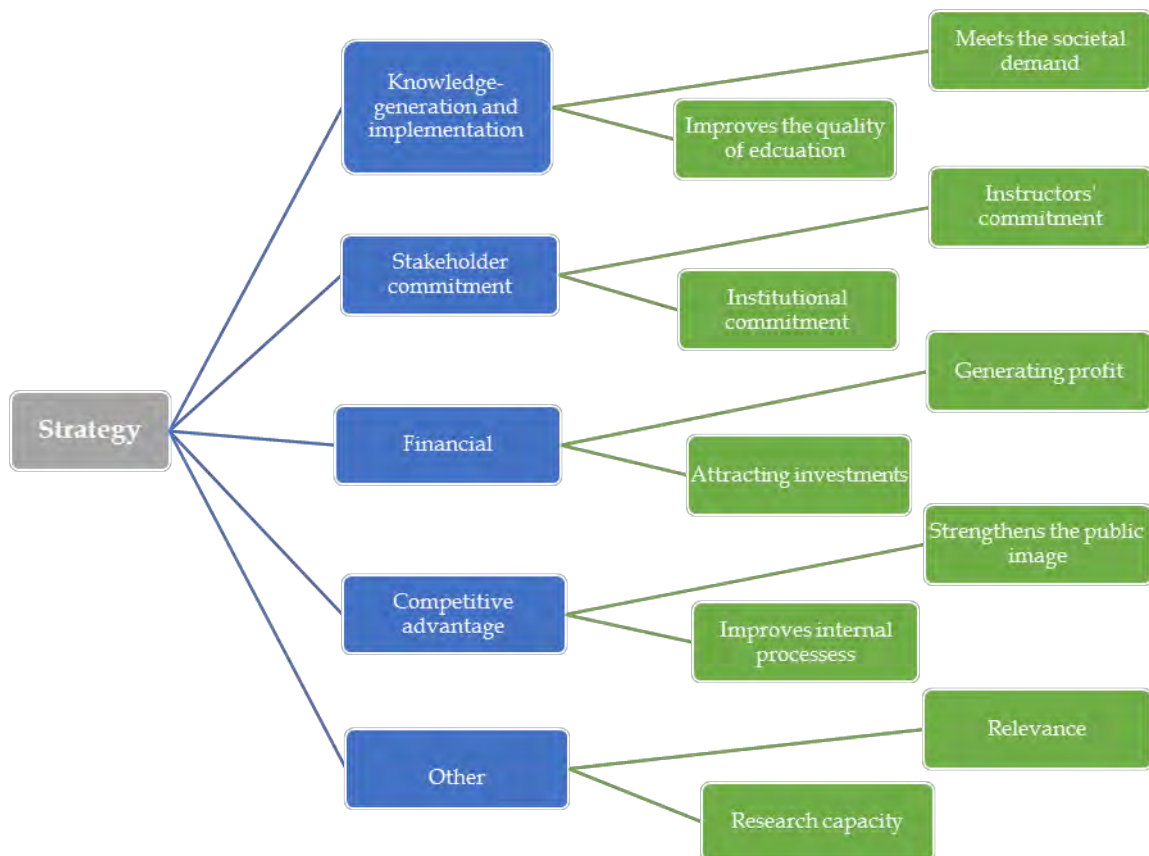 Strategy
Knowledge-
generation and
implementation
Meets the societal
demand
Improves the quality
of edcuation
Stakeholder
commitment
Instructors'
commitment
Institutional
commitment
Financial
Generating profit
Attracting investments
Competitive
advantage
Strengthens the public
image
Improves internal
processess
Other
Relevance
Research capacity